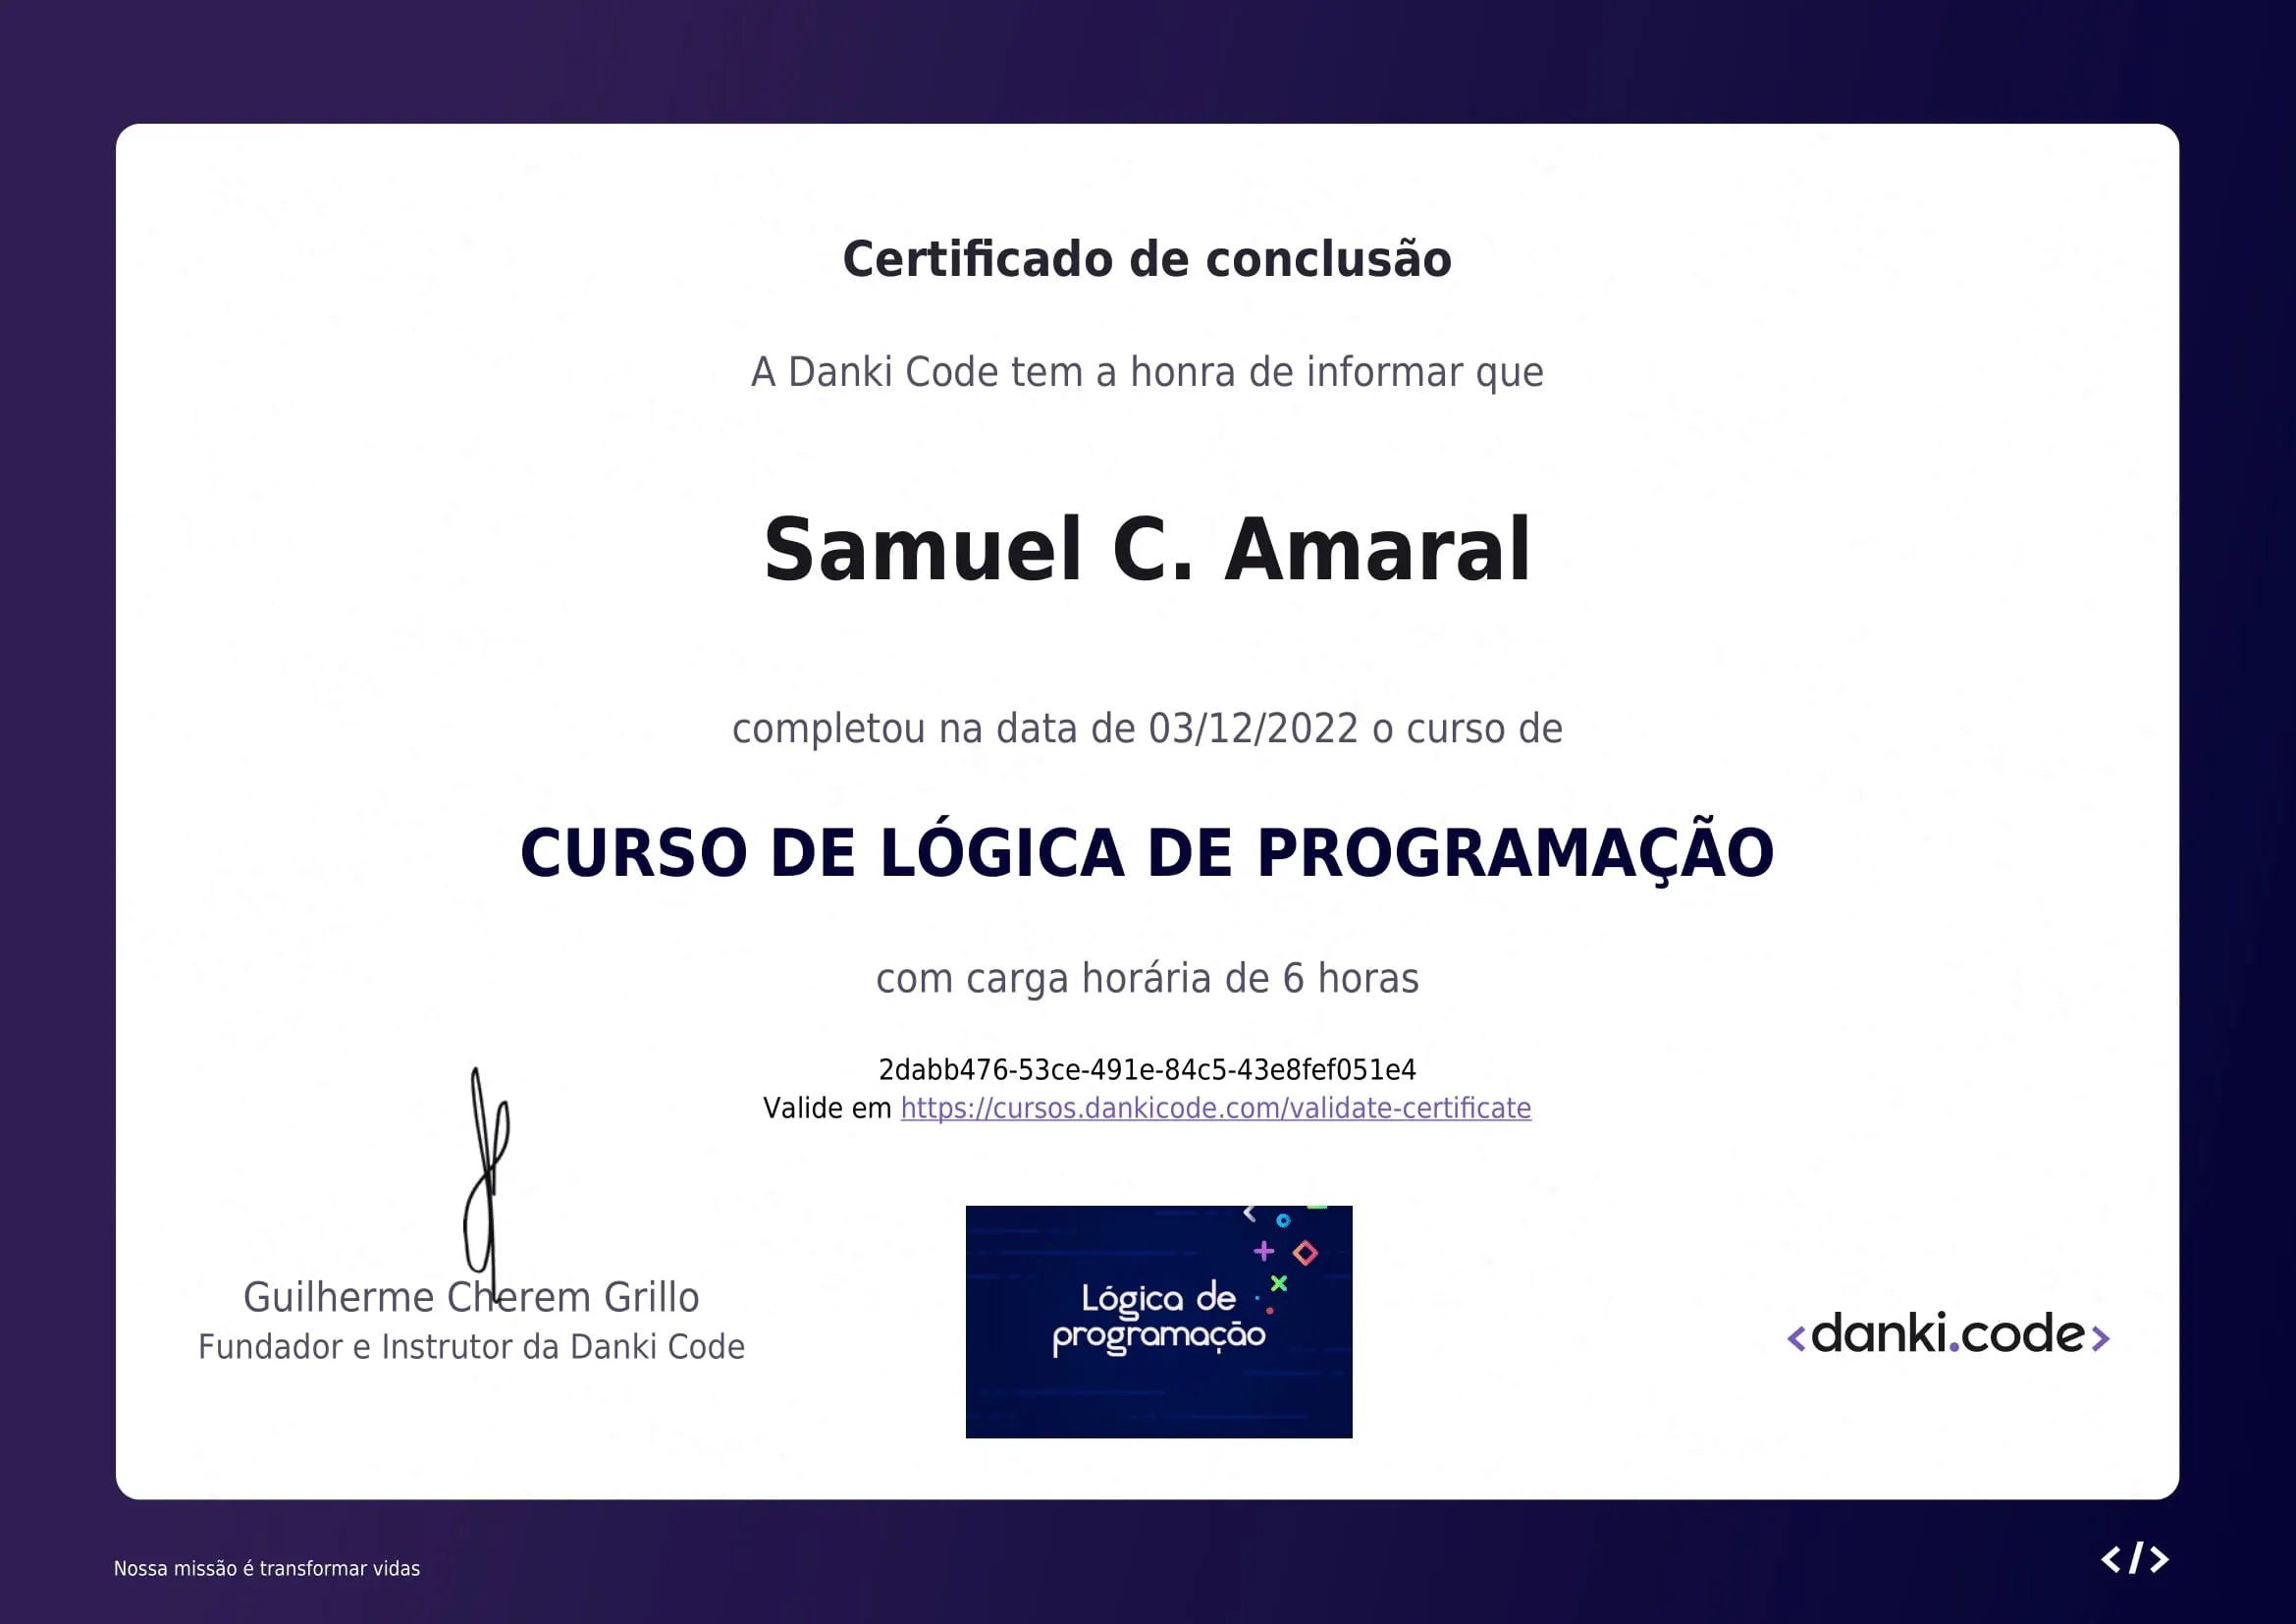 Certificado de conclusão
A Danki Code tem a honra de informar que
Samuel C. Amaral
completou na data de 03/12/2022 o curso de
CURSO DE LÓGICA DE PROGRAMAÇÃO
com carga horária de 6 horas
2dabb476-53ce-491e-84c5-43e8fef051e4
Valide em https://cursos.dankicode.com/validate-certificate
Guilherme Cherem Grillo
Fundador e Instrutor da Danki Code
Lógica de
programação
<danki.code>
Nossa missão é transformar vidas
</>